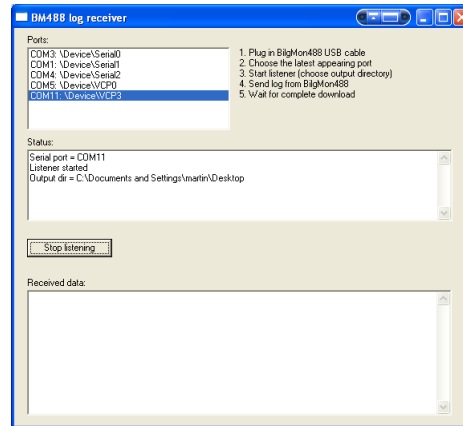 BM488 log receiver
Ports:
COM3: \Device\Serial0
COM1: \Device\Serial1
COM4: \Device\Serial2
COM5: \Device\VCP0
COM11: \Device\VCP3
1. Plug in BilgMon488 USB cable
2. Choose the latest appearing port
3. Start listener (choose output directory)
4. Send log from BilgMon488
5. Wait for complete download
Status:
Serial port = COM11
Listener started
Output dir = C:\Documents and Settings\martin\Desktop
Stop listening
Received data: